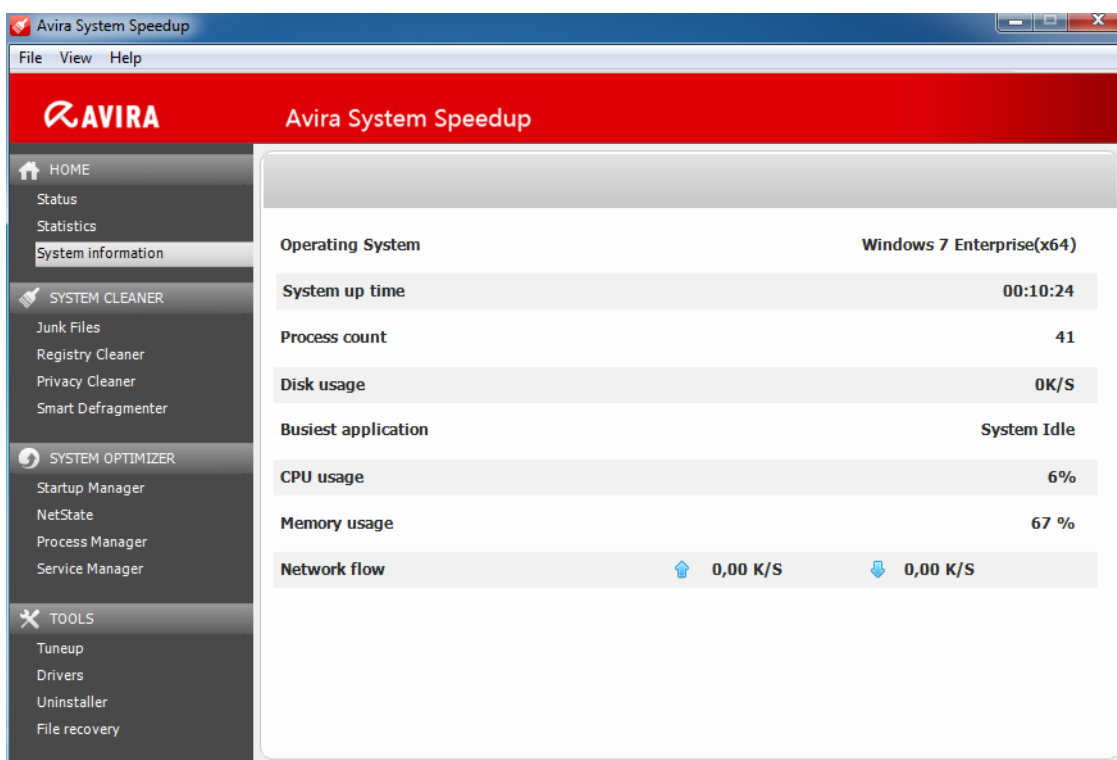 Avira System Speedup
File View Help
AVIRA
Avira System Speedup
HOME
Status
Statistics
System information
SYSTEM CLEANER
Junk Files
Registry Cleaner
Privacy Cleaner
Smart Defragmenter
SYSTEM OPTIMIZER
Startup Manager
NetState
Process Manager
Service Manager
TOOLS
Tuneup
Drivers
Uninstaller
File recovery
Operating System Windows 7 Enterprise(x64)
System up time 00:10:24
Process count 41
Disk usage 0K/S
Busiest application System Idle
CPU usage 6%
Memory usage 67 %
Network flow 0,00 K/S 0,00 K/S